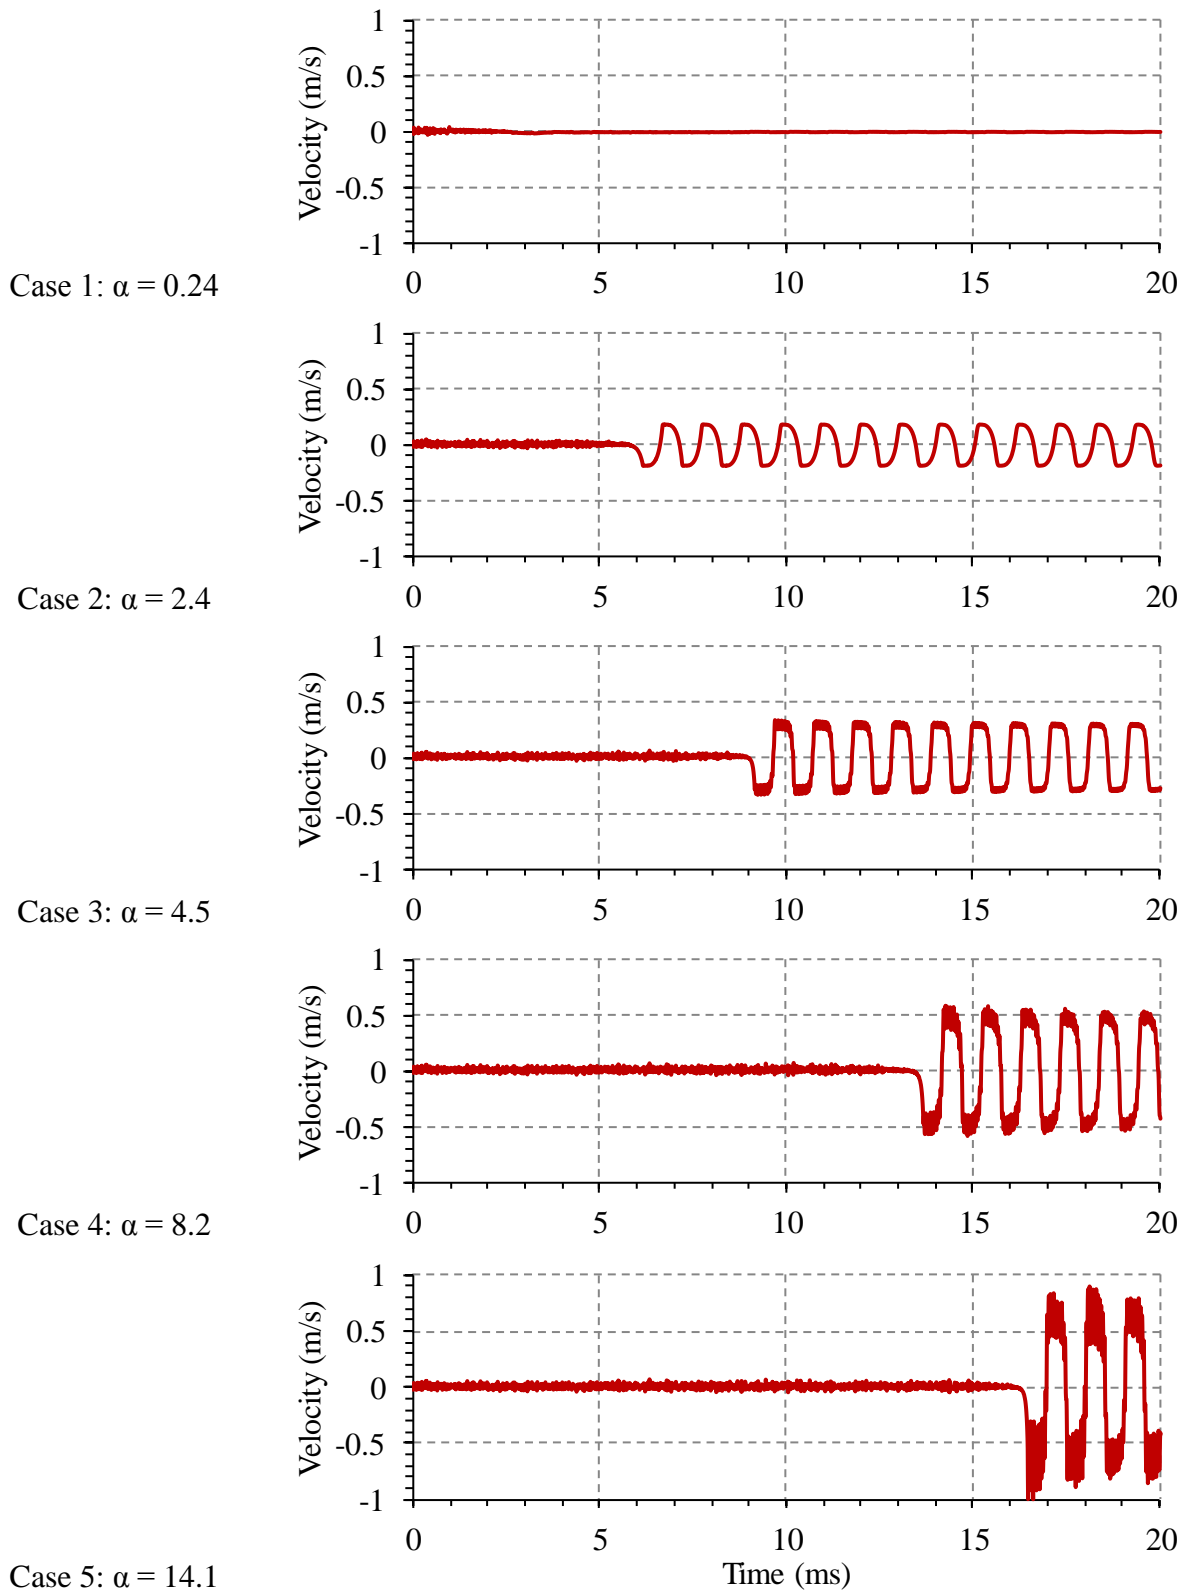 1
0.5
0
-0.5
-1
Velocity (m/s)
0 5 10 15 20
Case 1: α = 0.24
1
0.5
0
-0.5
-1
Velocity (m/s)
0 5 10 15 20
Case 2: α = 2.4
1
0.5
0
-0.5
-1
Velocity (m/s)
0 5 10 15 20
Case 3: α = 4.5
1
0.5
0
-0.5
-1
Velocity (m/s)
0 5 10 15 20
Case 4: α = 8.2
1
0.5
0
-0.5
-1
Velocity (m/s)
0 5 10 15 20
Time (ms)
Case 5: α = 14.1